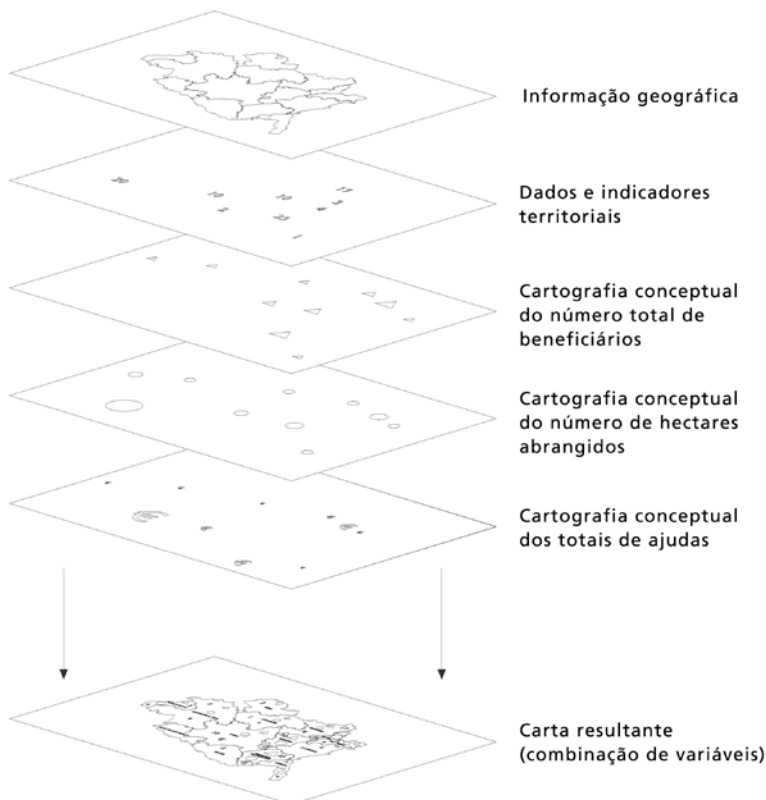 Informação geográfica
Dados e indicadores
territoriais
Cartografia conceptual
do número total de
beneficiários
Cartografia conceptual
do número de hectares
abrangidos
Cartografia conceptual
dos totais de ajudas
Carta resultante
(combinação de variáveis)